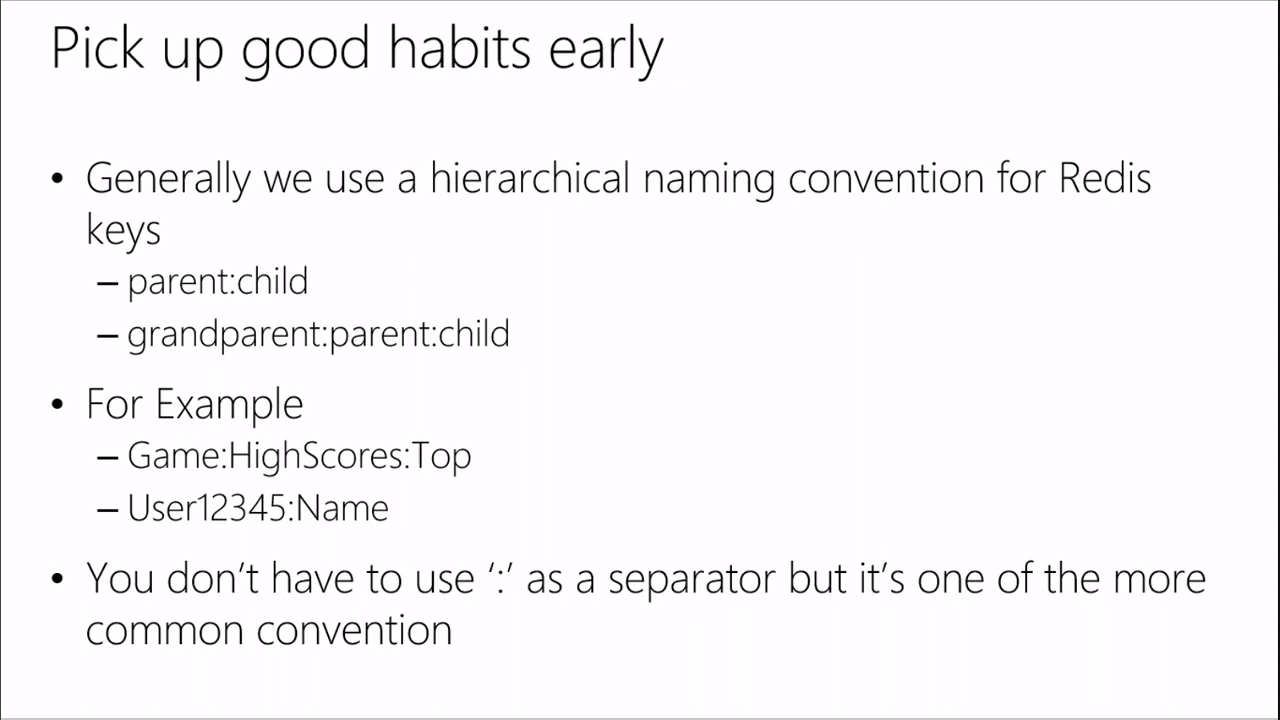 Pick up good habits early
• Generally we use a hierarchical naming convention for Redis
keys
– parent:child
– grandparent:parent:child
• For Example
– Game:HighScores:Top
– User12345:Name
• You don’t have to use ‘:’ as a separator but it’s one of the more
common convention